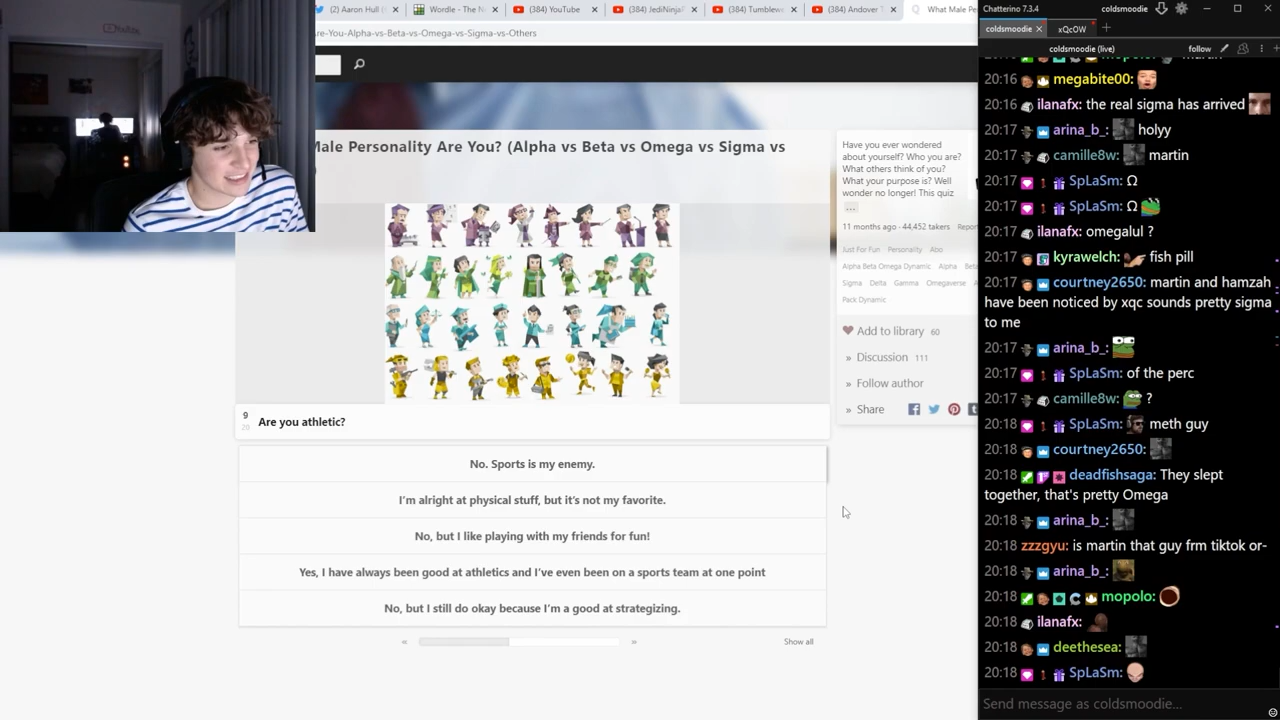 (2) Aaron Hull (
Wordle - The N
(384) YouTube
(384) JediNinja
(384) Tumblewe
(384) Andover T
What Male Pe
re-You-Alpha-vs-Beta-vs-Omega-vs-Sigma-vs-Others
Male Personality Are You? (Alpha vs Beta vs Omega vs Sigma vs
Have you ever wondered
about yourself? Who you are?
What others think of you?
What your purpose is? Well
wonder no longer! This quiz
...
11 months ago · 44,452 takers Repor
Just For Fun Personality Abo
Alpha Beta Omega Dynamic Alpha Beta
Sigma Delta Gamma Omegaverse A
Pack Dynamic
Add to library 60
» Discussion 111
» Follow author
» Share
9
20
Are you athletic?
No. Sports is my enemy.
I'm alright at physical stuff, but it's not my favorite.
No, but I like playing with my friends for fun!
Yes, I have always been good at athletics and I've even been on a sports team at one point
No, but I still do okay because I'm a good at strategizing.
« » Show all
Chatterino 7.3.4 coldsmoodie
coldsmoodie xQcOW
coldsmoodie (live) follow
20:16 megabite00:
20:16 ilanafx: the real sigma has arrived
20:17 arina_b_: holyy
20:17 camille8w: martin
20:17 SpLaSm: Ω
20:17 SpLaSm: Ω
20:17 ilanafx: omegalul ?
20:17 kyrawelch: fish pill
20:17 courtney2650: martin and hamzah
have been noticed by xqc sounds pretty sigma
to me
20:17 arina_b_:
20:17 SpLaSm: of the perc
20:17 camille8w: ?
20:18 SpLaSm: meth guy
20:18 courtney2650:
20:18 deadfishsaga: They slept
together, that's pretty Omega
20:18 arina_b_:
20:18 zzzgyu: is martin that guy frm tiktok or-
20:18 arina_b_:
20:18 mopolo:
20:18 ilanafx:
20:18 deethesea:
20:18 SpLaSm:
Send message as coldsmoodie...